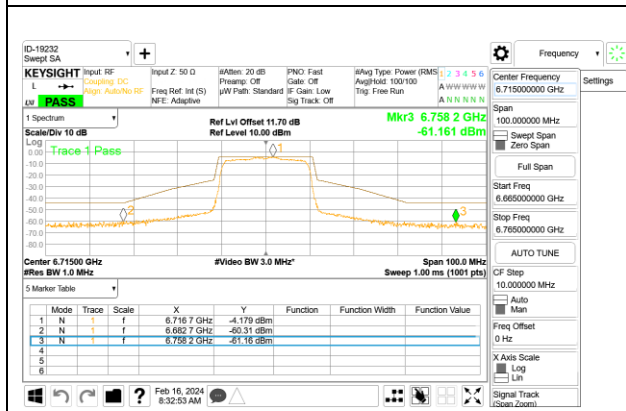 ID-19232
Swept SA
Frequency
Settings
KEYSIGHT
L
PASS
Input: RF
Coupling: DC
Align: Auto/No RF
Input Z: 50 Ω
Freq Ref: Int (S)
NFE: Adaptive
#Atten: 20 dB
Preamp: Off
µW Path: Standard
PNO: Fast
Gate: Off
IF Gain: Low
Sig Track: Off
#Avg Type: Power (RMS
Avg|Hold: 100/100
Trig: Free Run
1 2 3 4 5 6
A W W W W W
A N N N N N
1 Spectrum
Scale/Div 10 dB
Ref Lvl Offset 11.70 dB
Ref Level 10.00 dBm
Mkr3 6.758 2 GHz
-61.161 dBm
Log
Trace 1 Pass
0.00
-10.0
-20.0
-30.0
-40.0
-50.0
-60.0
-70.0
-80.0
1
2
3
Center 6.71500 GHz
#Res BW 1.0 MHz
#Video BW 3.0 MHz*
Span 100.0 MHz
Sweep 1.00 ms (1001 pts)
5 Marker Table
Mode Trace Scale X Y Function Function Width Function Value
1 N 1 f 6.716 7 GHz -4.179 dBm
2 N 1 f 6.682 7 GHz -60.31 dBm
3 N 1 f 6.758 2 GHz -61.16 dBm
4
5
6
Feb 16, 2024
8:32:53 AM
Center Frequency
6.715000000 GHz
Span
100.000000 MHz
Swept Span
Zero Span
Full Span
Start Freq
6.665000000 GHz
Stop Freq
6.765000000 GHz
AUTO TUNE
CF Step
10.000000 MHz
Auto
Man
Freq Offset
0 Hz
X Axis Scale
Log
Lin
Signal Track
(Span Zoom)